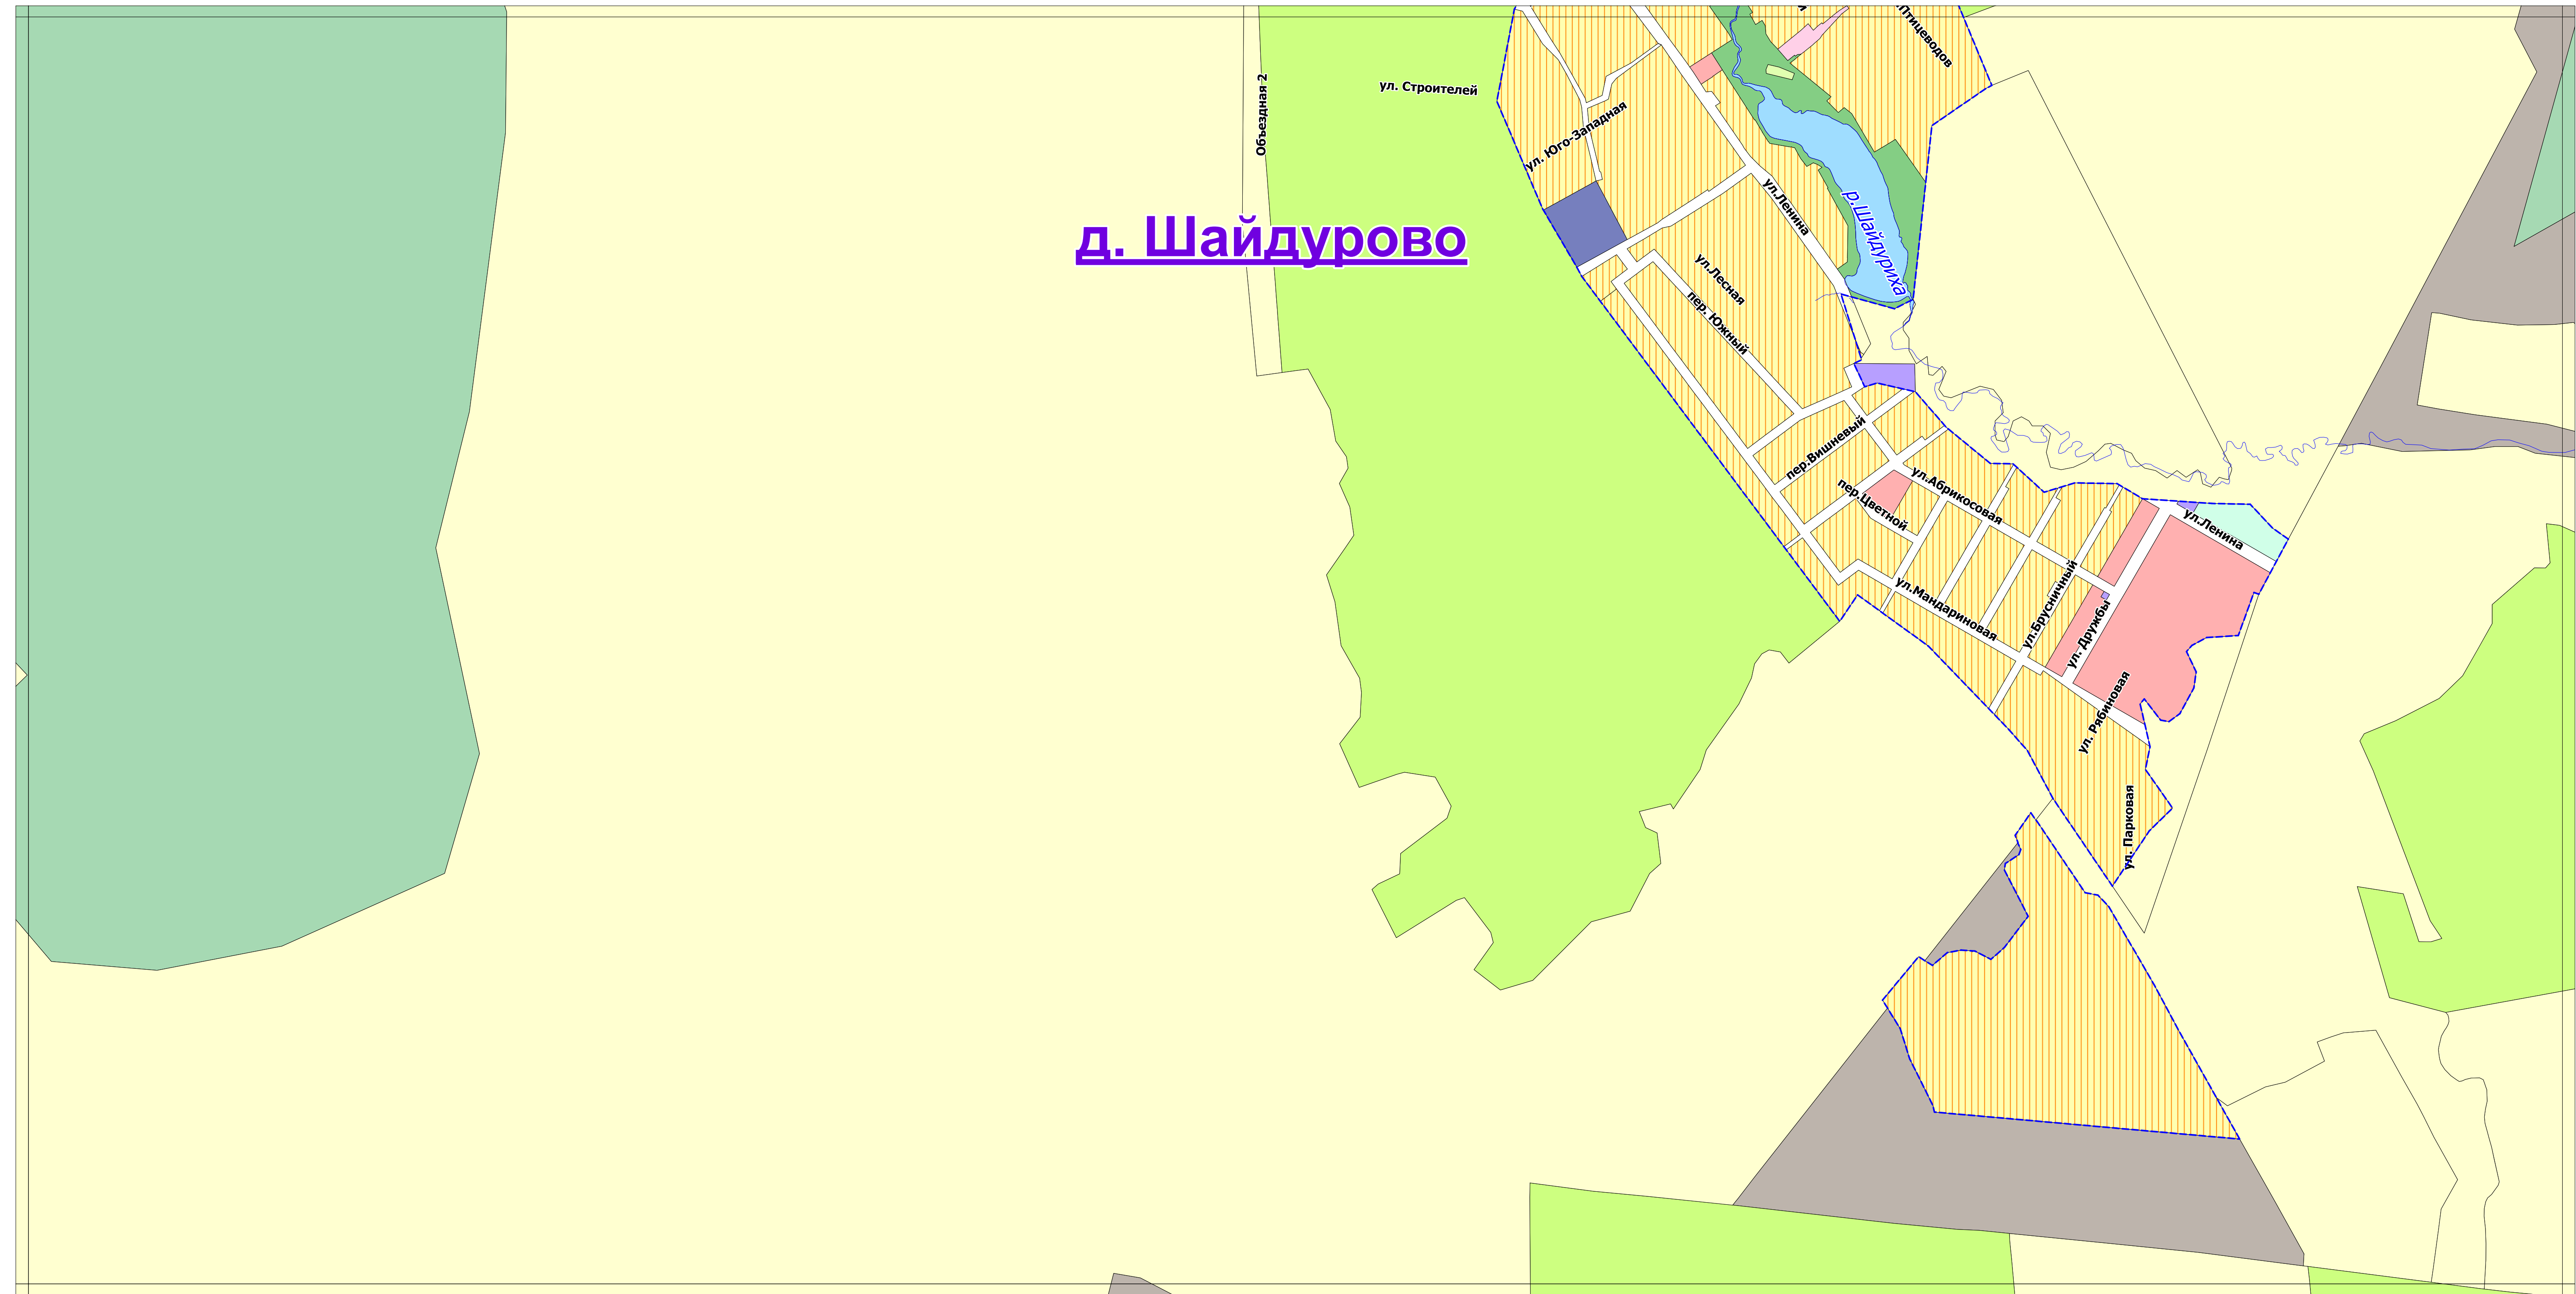 ул.Птицеводов
Объездная 2
ул. Строителей
ул. Юго-Западная
ул.Ленина
р.Шайдуриха
д. Шайдурово
ул.Лесная
пер. Южный
пер.Вишневый
ул.Абрикосовая
пер.Цветной
ул.Ленина
ул.Мандариновая
ул.Брусничный
ул. Дружбы
ул. Рябиновая
ул. Парковая